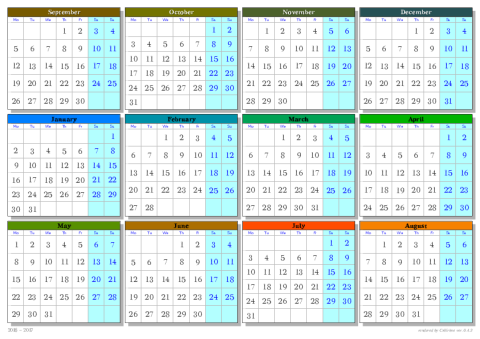 September
Mo Tu We Th Fr Sa Su
1 2 3 4
5 6 7 8 9 10 11
12 13 14 15 16 17 18
19 20 21 22 23 24 25
26 27 28 29 30
October
Mo Tu We Th Fr Sa Su
1 2
3 4 5 6 7 8 9
10 11 12 13 14 15 16
17 18 19 20 21 22 23
24 25 26 27 28 29 30
31
November
Mo Tu We Th Fr Sa Su
1 2 3 4 5 6
7 8 9 10 11 12 13
14 15 16 17 18 19 20
21 22 23 24 25 26 27
28 29 30
December
Mo Tu We Th Fr Sa Su
1 2 3 4
5 6 7 8 9 10 11
12 13 14 15 16 17 18
19 20 21 22 23 24 25
26 27 28 29 30 31
January
Mo Tu We Th Fr Sa Su
1
2 3 4 5 6 7 8
9 10 11 12 13 14 15
16 17 18 19 20 21 22
23 24 25 26 27 28 29
30 31
February
Mo Tu We Th Fr Sa Su
1 2 3 4 5
6 7 8 9 10 11 12
13 14 15 16 17 18 19
20 21 22 23 24 25 26
27 28
March
Mo Tu We Th Fr Sa Su
1 2 3 4 5
6 7 8 9 10 11 12
13 14 15 16 17 18 19
20 21 22 23 24 25 26
27 28 29 30 31
April
Mo Tu We Th Fr Sa Su
1 2
3 4 5 6 7 8 9
10 11 12 13 14 15 16
17 18 19 20 21 22 23
24 25 26 27 28 29 30
May
Mo Tu We Th Fr Sa Su
1 2 3 4 5 6 7
8 9 10 11 12 13 14
15 16 17 18 19 20 21
22 23 24 25 26 27 28
29 30 31
June
Mo Tu We Th Fr Sa Su
1 2 3 4
5 6 7 8 9 10 11
12 13 14 15 16 17 18
19 20 21 22 23 24 25
26 27 28 29 30
July
Mo Tu We Th Fr Sa Su
1 2
3 4 5 6 7 8 9
10 11 12 13 14 15 16
17 18 19 20 21 22 23
24 25 26 27 28 29 30
31
August
Mo Tu We Th Fr Sa Su
1 2 3 4 5 6
7 8 9 10 11 12 13
14 15 16 17 18 19 20
21 22 23 24 25 26 27
28 29 30 31
2016 - 2017